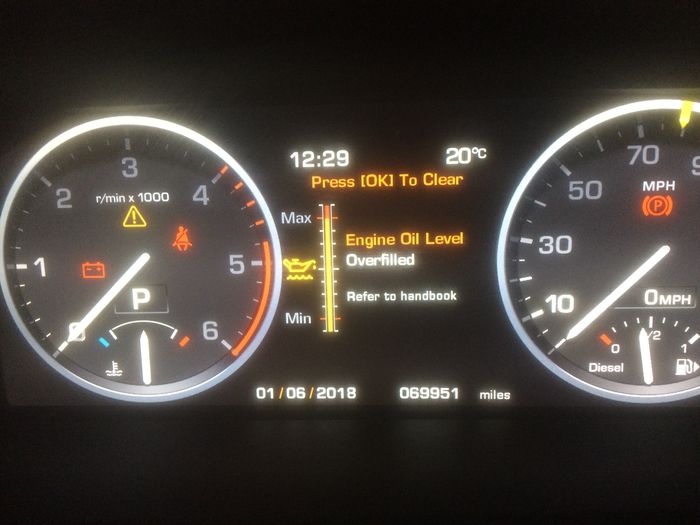 12:29
20°C
Press [OK] To Clear
Max
Engine Oil Level
Overfilled
Refer to handbook
Min
01/06/2018
069951 miles
0
1
2
3
4
5
6
r/min x 1000
P
10
30
50
70
MPH
P
0MPH
0
1/2
1
Diesel